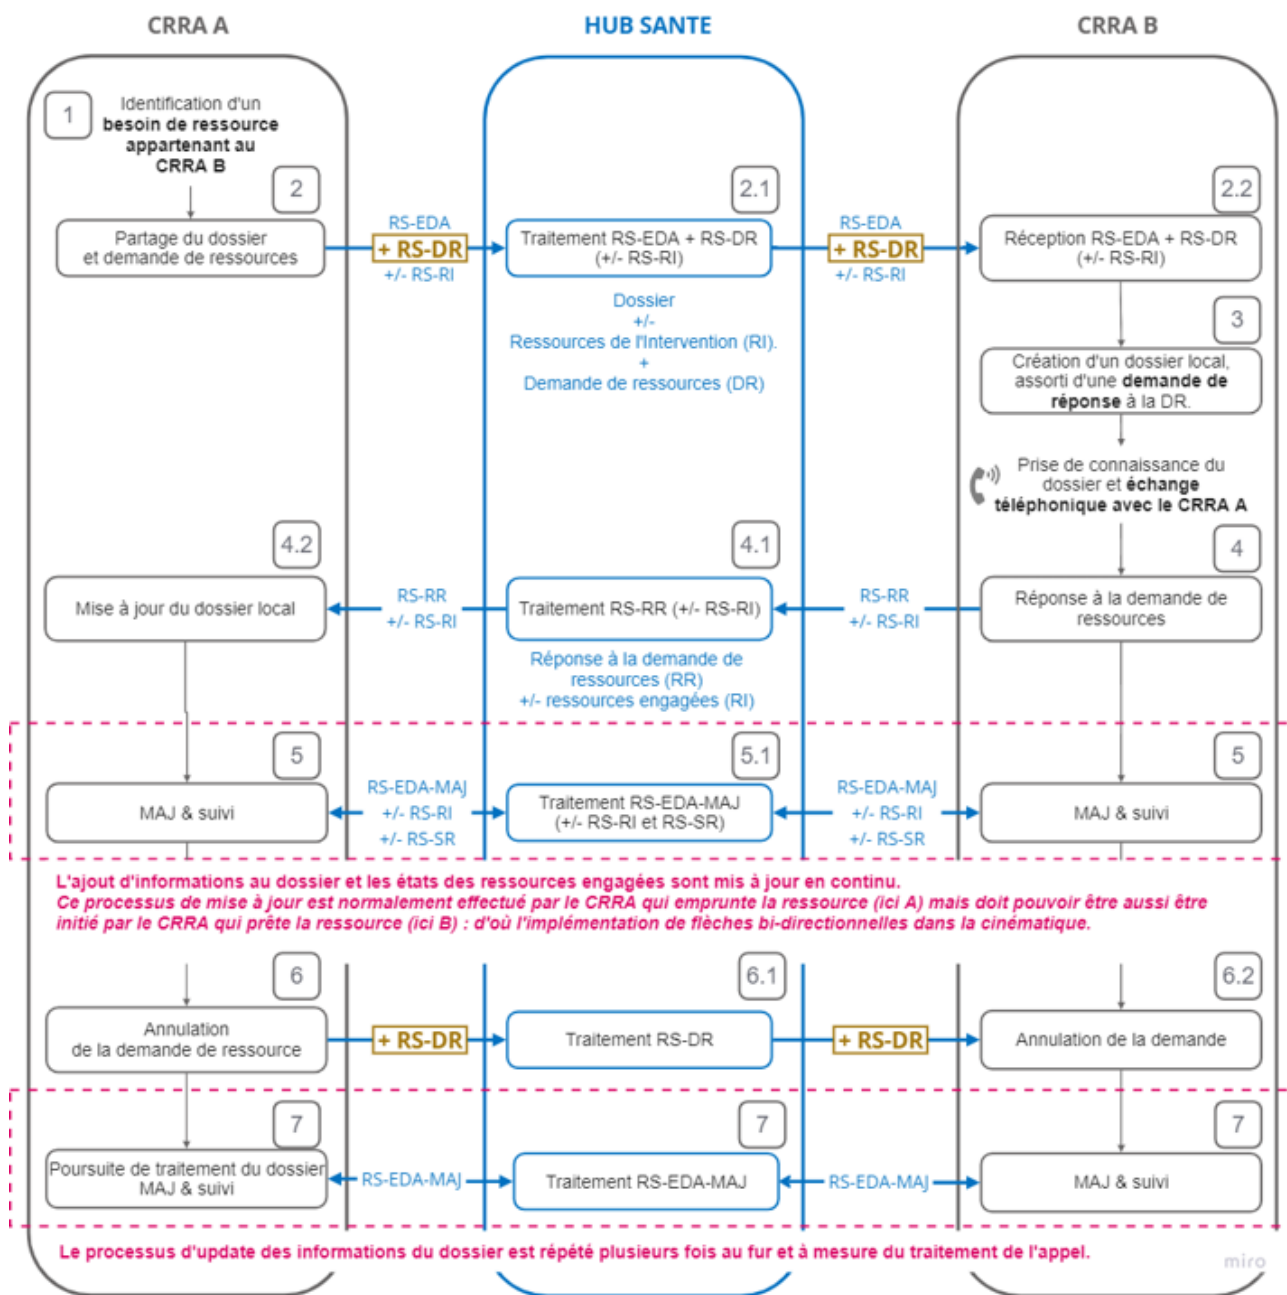 CRRA A
HUB SANTE
CRRA B
1
Identification d'un
besoin de ressource
appartenant au
CRRA B
2
2.1
2.2
Partage du dossier
et demande de ressources
RS-EDA
+ RS-DR
+/- RS-RI
Traitement RS-EDA + RS-DR
(+/- RS-RI)
RS-EDA
+ RS-DR
+/- RS-RI
Réception RS-EDA + RS-DR
(+/- RS-RI)
Dossier
+/-
Ressources de l'Intervention (RI).
+
Demande de ressources (DR)
3
Création d'un dossier local,
assorti d'une demande de
réponse à la DR.
Prise de connaissance du
dossier et échange
téléphonique avec le CRRA A
4.2
4.1
4
Mise à jour du dossier local
RS-RR
+/- RS-RI
Traitement RS-RR (+/- RS-RI)
RS-RR
+/- RS-RI
Réponse à la demande de
ressources
Réponse à la demande de
ressources (RR)
+/- ressources engagées (RI)
5
5.1
5
MAJ & suivi
RS-EDA-MAJ
+/- RS-RI
+/- RS-SR
Traitement RS-EDA-MAJ
(+/- RS-RI et RS-SR)
RS-EDA-MAJ
+/- RS-RI
+/- RS-SR
MAJ & suivi
L'ajout d'informations au dossier et les états des ressources engagées sont mis à jour en continu.
Ce processus de mise à jour est normalement effectué par le CRRA qui emprunte la ressource (ici A) mais doit pouvoir être aussi être
initié par le CRRA qui prête la ressource (ici B) : d'où l'implémentation de flèches bi-directionnelles dans la cinématique.
6
6.1
6.2
Annulation
de la demande de ressource
+ RS-DR
Traitement RS-DR
+ RS-DR
Annulation de la demande
7
7
7
Poursuite de traitement du dossier
MAJ & suivi
RS-EDA-MAJ
Traitement RS-EDA-MAJ
RS-EDA-MAJ
MAJ & suivi
Le processus d'update des informations du dossier est répété plusieurs fois au fur et à mesure du traitement de l'appel.
miro